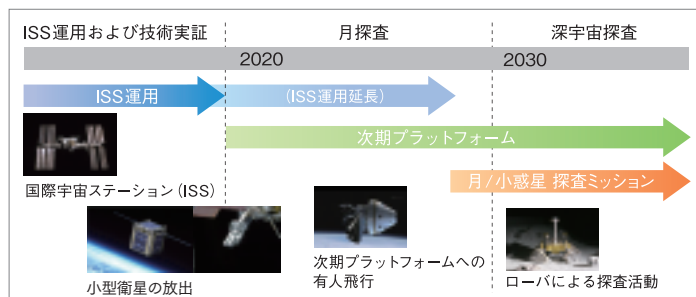 ISS運用および技術実証
月探査
深宇宙探査
2020
2030
ISS運用
(ISS運用延長)
次期プラットフォーム
月/小惑星 探査ミッション
国際宇宙ステーション(ISS)
小型衛星の放出
次期プラットフォームへの
有人飛行
ローバによる探査活動